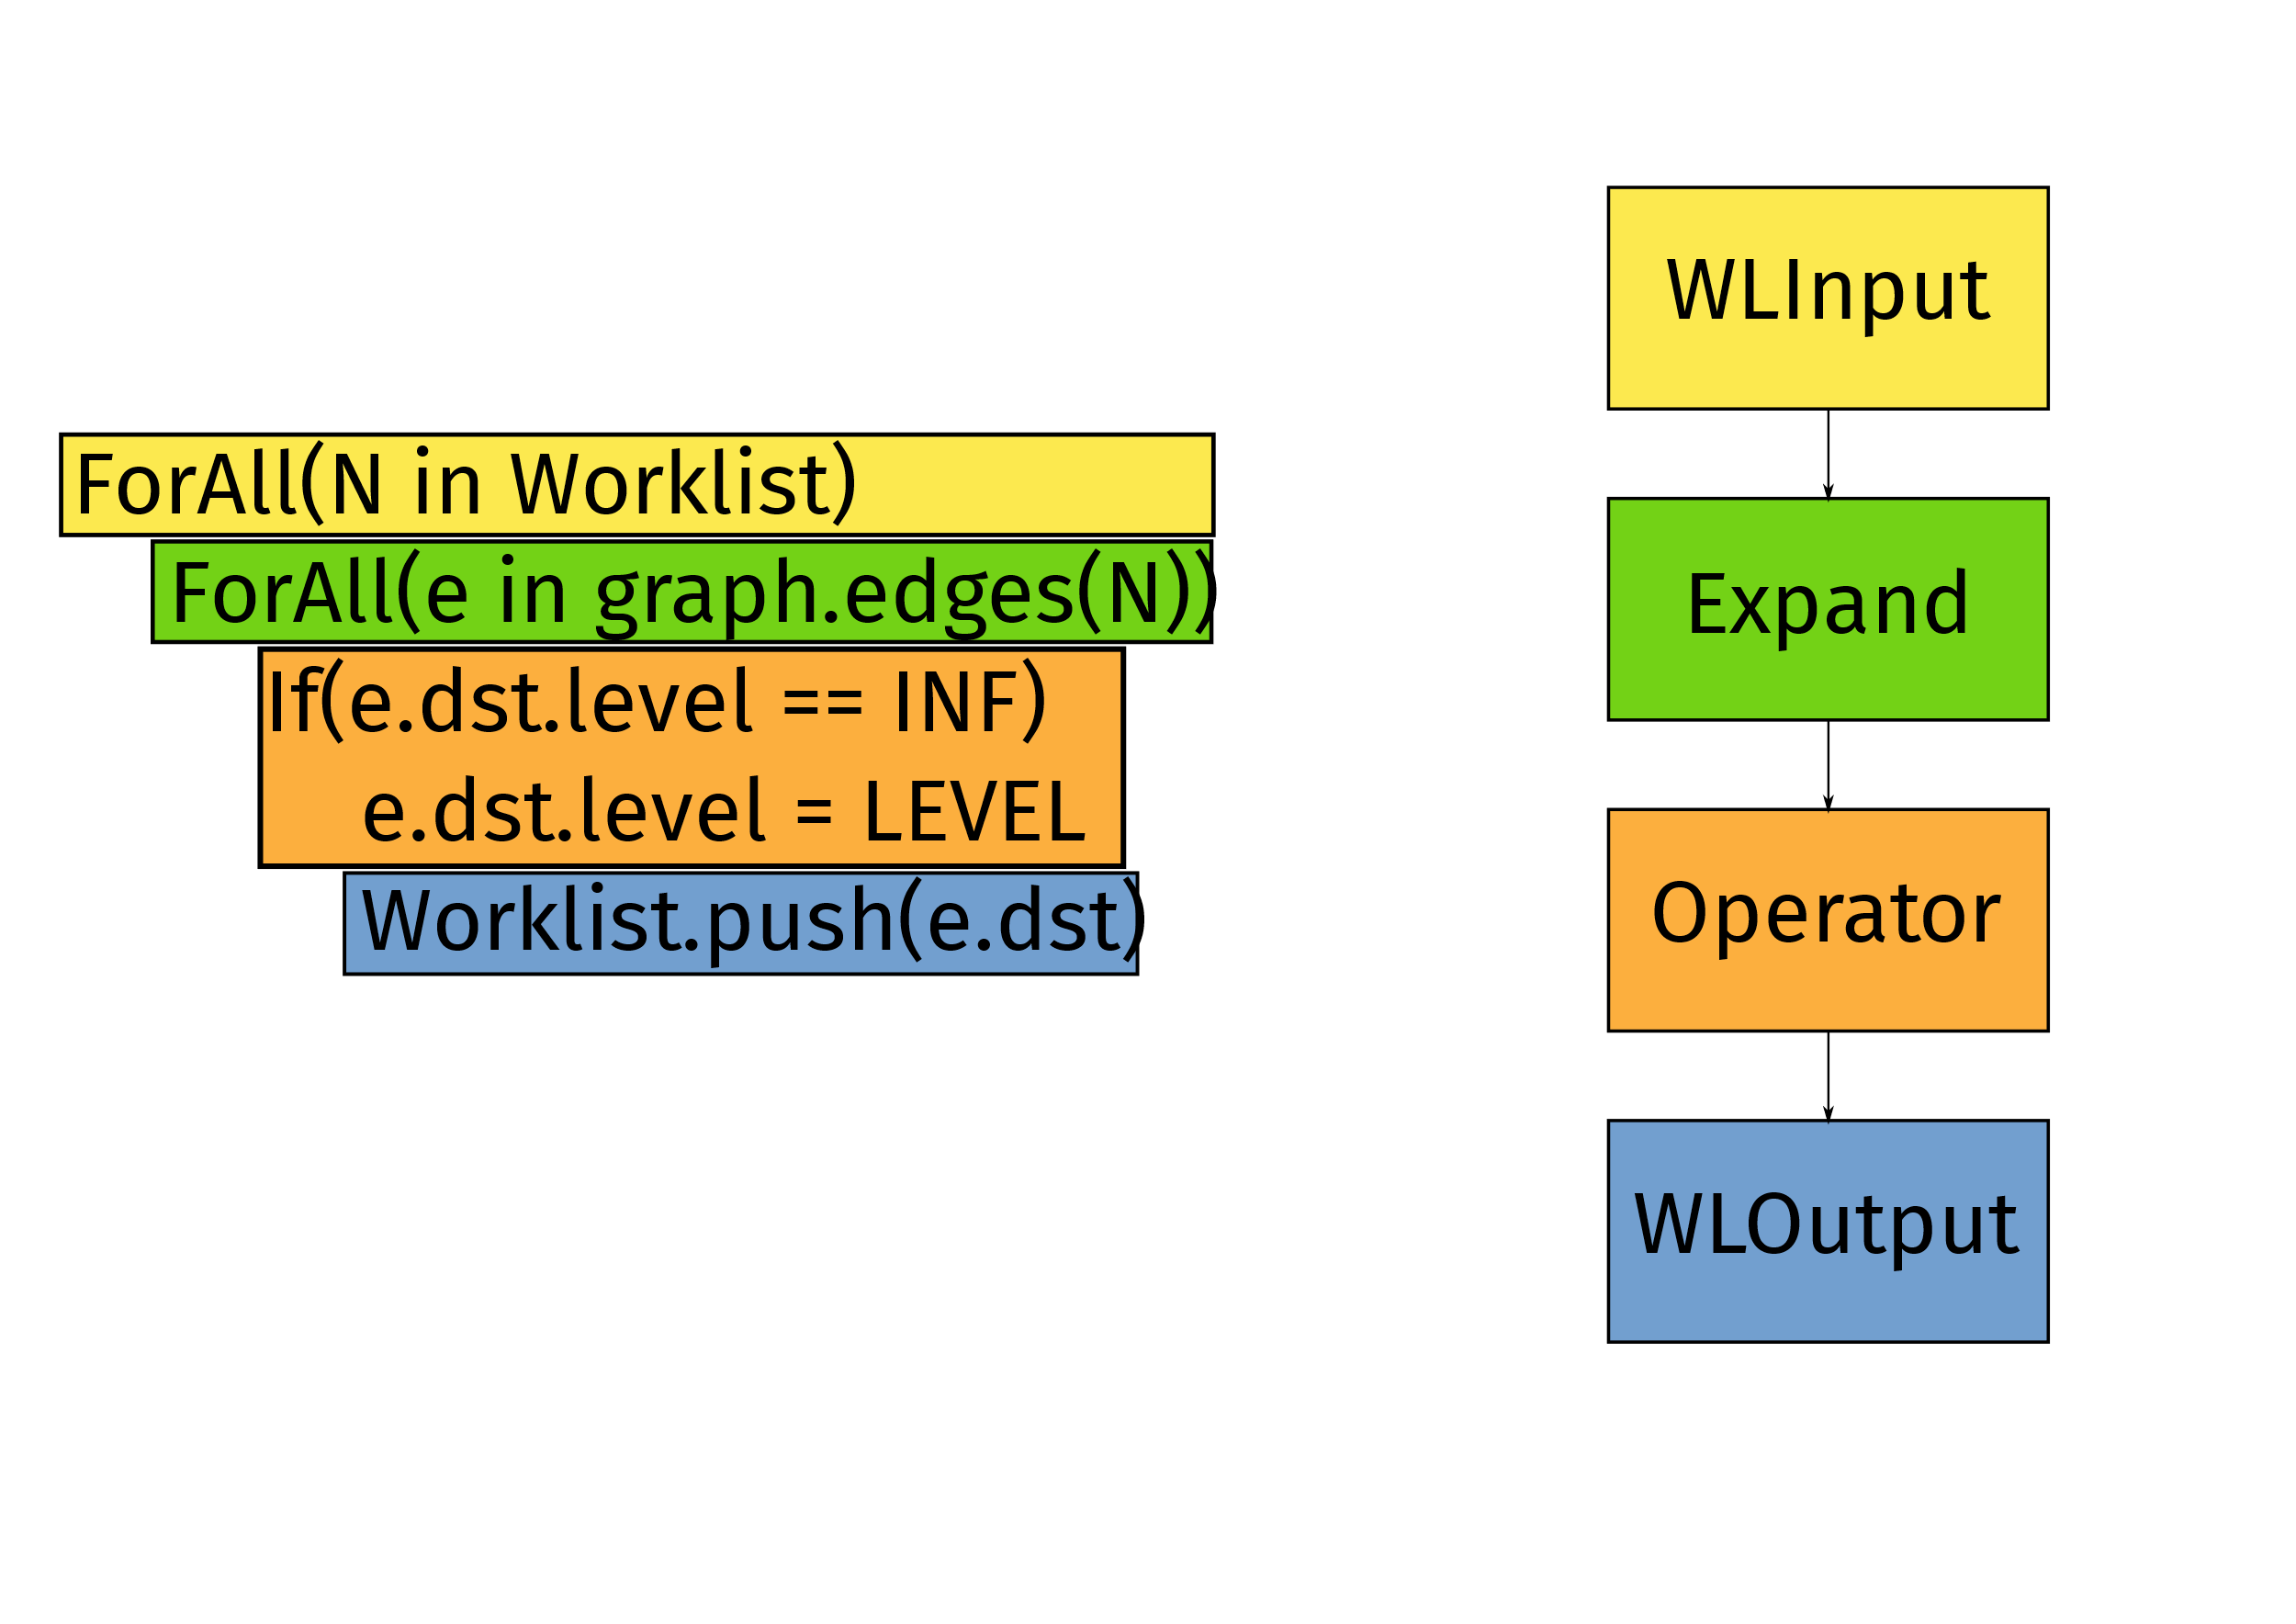 ForAll(N in Worklist)
ForAll(e in graph.edges(N))
If(e.dst.level == INF)
e.dst.level = LEVEL
Worklist.push(e.dst)
WLInput
Expand
Operator
WLOutput